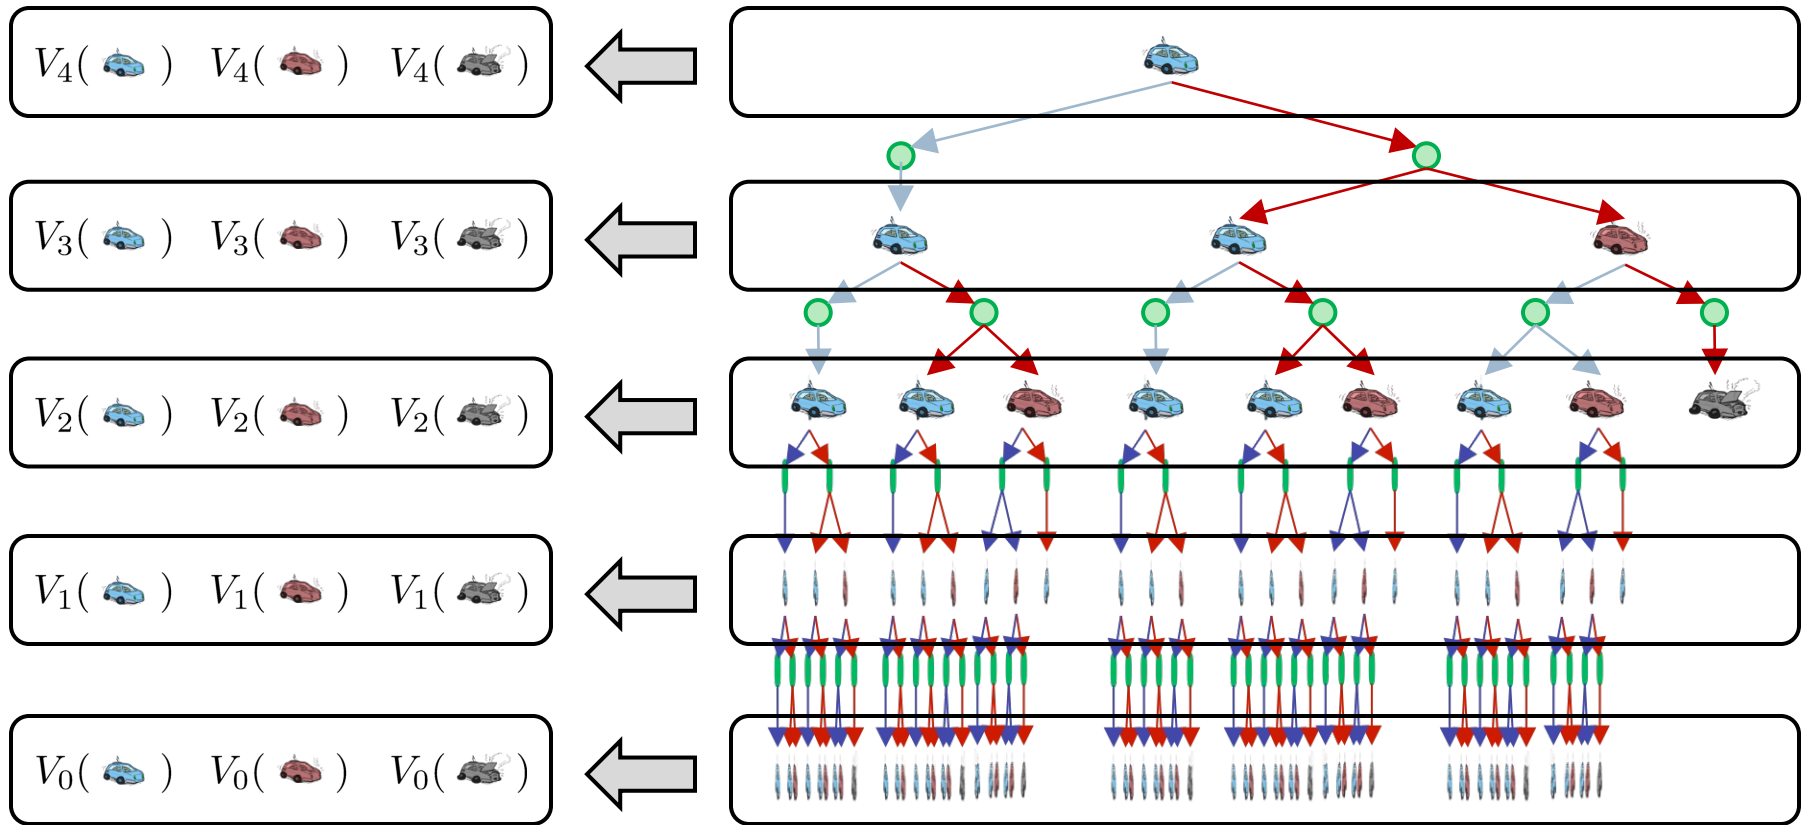 V₄( ) V₄( ) V₄( )
V₃( ) V₃( ) V₃( )
V₂( ) V₂( ) V₂( )
V₁( ) V₁( ) V₁( )
V₀( ) V₀( ) V₀( )